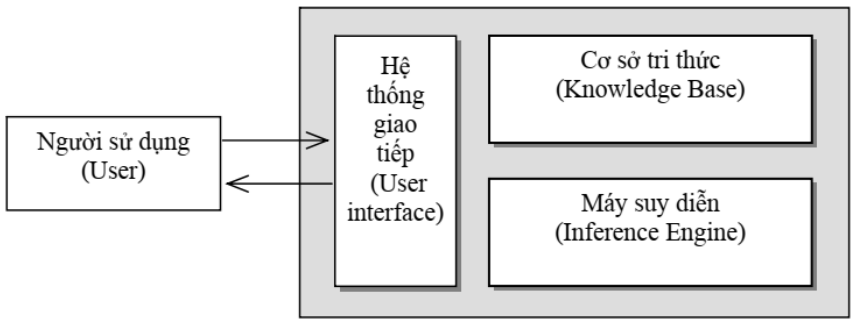 Người sử dụng
(User)
Hệ
thống
giao
tiếp
(User
interface)
Cơ sở tri thức
(Knowledge Base)
Máy suy diễn
(Inference Engine)